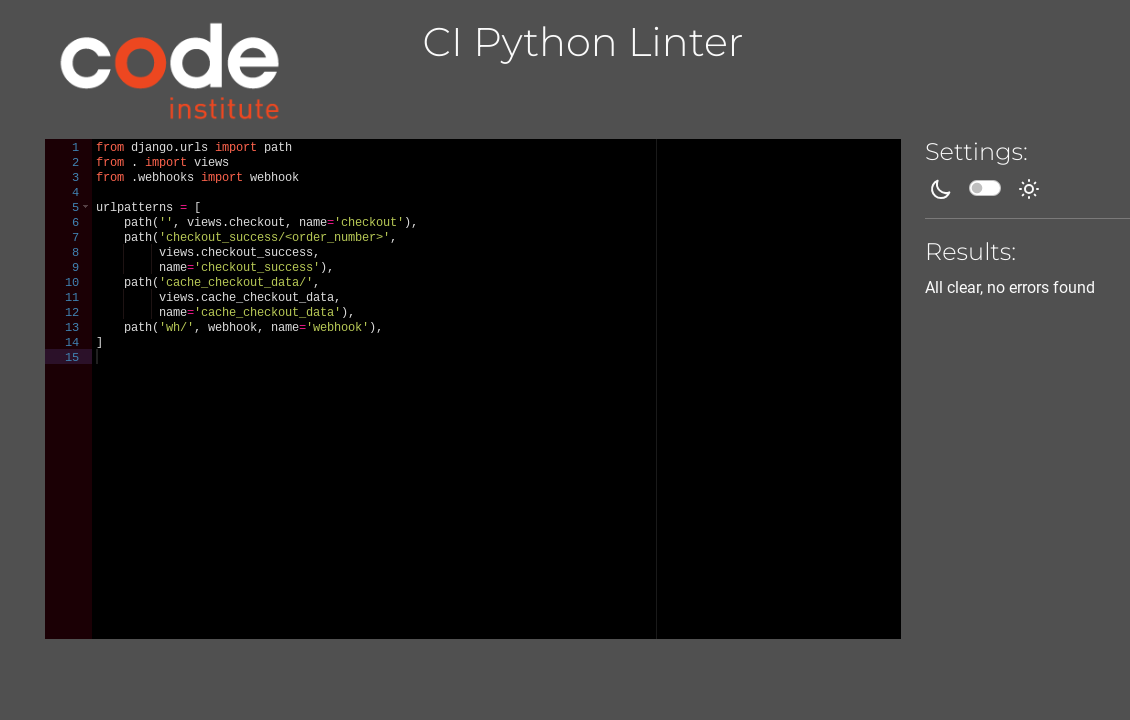 code
institute
CI Python Linter
1 from django.urls import path
2 from . import views
3 from .webhooks import webhook
4
5 urlpatterns = [
6     path('', views.checkout, name='checkout'),
7     path('checkout_success/<order_number>',
8          views.checkout_success,
9          name='checkout_success'),
10     path('cache_checkout_data/',
11          views.cache_checkout_data,
12          name='cache_checkout_data'),
13     path('wh/', webhook, name='webhook'),
14 ]
15
Settings:
Results:
All clear, no errors found